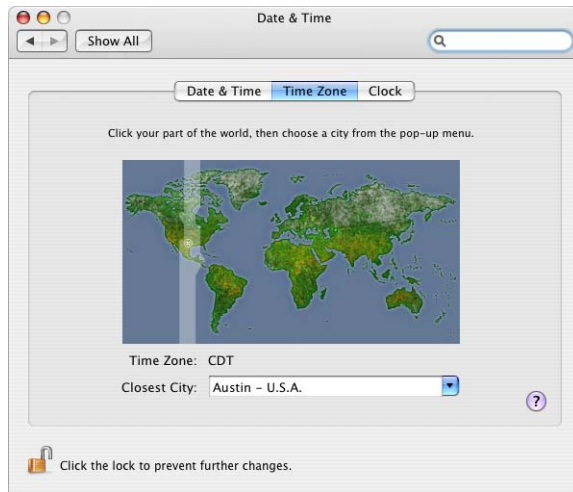 Date & Time
Show All
Date & Time Time Zone Clock
Click your part of the world, then choose a city from the pop-up menu.
Time Zone: CDT
Closest City: Austin – U.S.A.
?
Click the lock to prevent further changes.